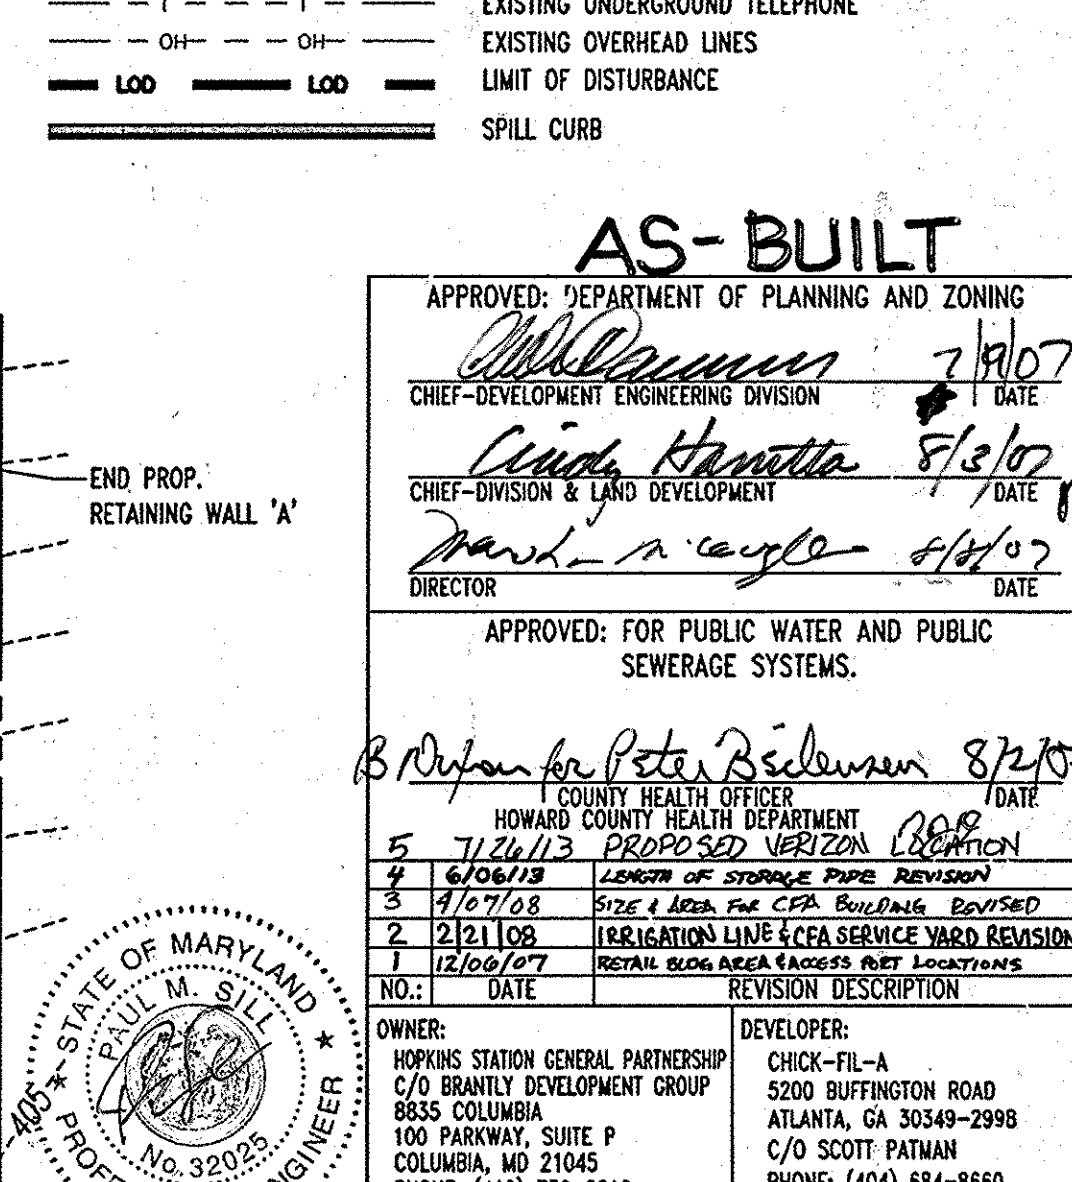 EXISTING UNDERGROUND TELEPHONE
OH OH EXISTING OVERHEAD LINES
LOD LOD LIMIT OF DISTURBANCE
SPILL CURB
AS-BUILT
APPROVED: DEPARTMENT OF PLANNING AND ZONING
7/9/07
CHIEF-DEVELOPMENT ENGINEERING DIVISION DATE
Cindy Hamilton 8/3/07
CHIEF-DIVISION & LAND DEVELOPMENT DATE
END PROP.
RETAINING WALL 'A'
8/8/07
DIRECTOR DATE
APPROVED: FOR PUBLIC WATER AND PUBLIC
SEWERAGE SYSTEMS.
for Peter 8/2/0
COUNTY HEALTH OFFICER DATE
HOWARD COUNTY HEALTH DEPARTMENT
5 7/26/13 PROPOSED VERIZON LOCATION
4 6/06/13 LENGTH OF STORAGE PIPE REVISION
3 4/07/08 SIZE & AREA FOR CFA BUILDING REVISED
2 2/21/08 IRRIGATION LINE & CFA SERVICE YARD REVISION
1 12/06/07 RETAIL BLDG AREA & ACCESS PORT LOCATIONS
NO.: DATE REVISION DESCRIPTION
STATE OF MARYLAND
PAUL M. SILL
No. 32025
405
OWNER:
HOPKINS STATION GENERAL PARTNERSHIP
C/O BRANTLY DEVELOPMENT GROUP
8835 COLUMBIA
100 PARKWAY, SUITE P
COLUMBIA, MD 21045
DEVELOPER:
CHICK-FIL-A
5200 BUFFINGTON ROAD
ATLANTA, GA 30349-2998
C/O SCOTT PATMAN
PHONE: (404) 684-8660